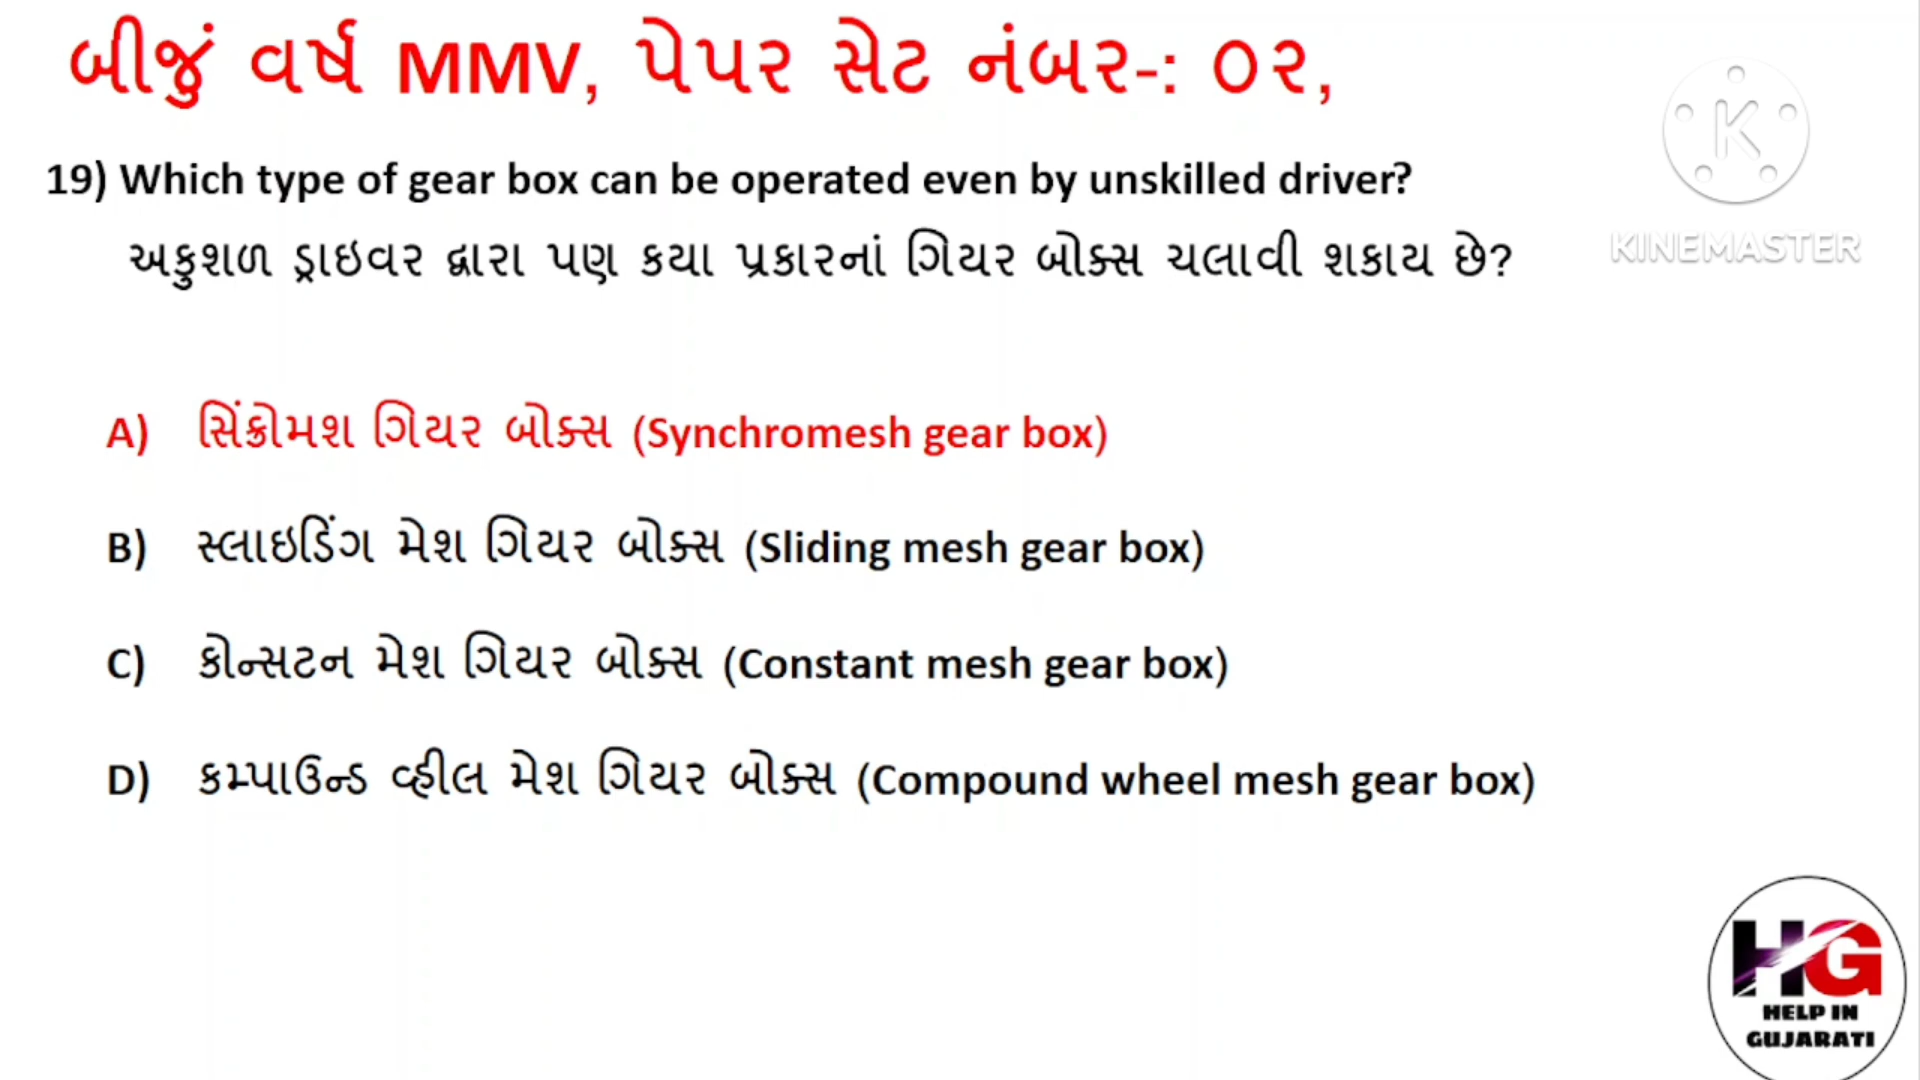 બીજું વર્ષ MMV, પેપર સેટ નંબર-: ૦૨,
19) Which type of gear box can be operated even by unskilled driver?
અકુશળ ડ્રાઇવર દ્વારા પણ કયા પ્રકારનાં ગિયર બોક્સ ચલાવી શકાય છે?
A) સિંક્રોમશ ગિયર બોક્સ (Synchromesh gear box)
B) સ્લાઇડિંગ મેશ ગિયર બોક્સ (Sliding mesh gear box)
C) કોન્સટન મેશ ગિયર બોક્સ (Constant mesh gear box)
D) કમ્પાઉન્ડ વ્હીલ મેશ ગિયર બોક્સ (Compound wheel mesh gear box)
K
KINEMASTER
HG
HELP IN
GUJARATI